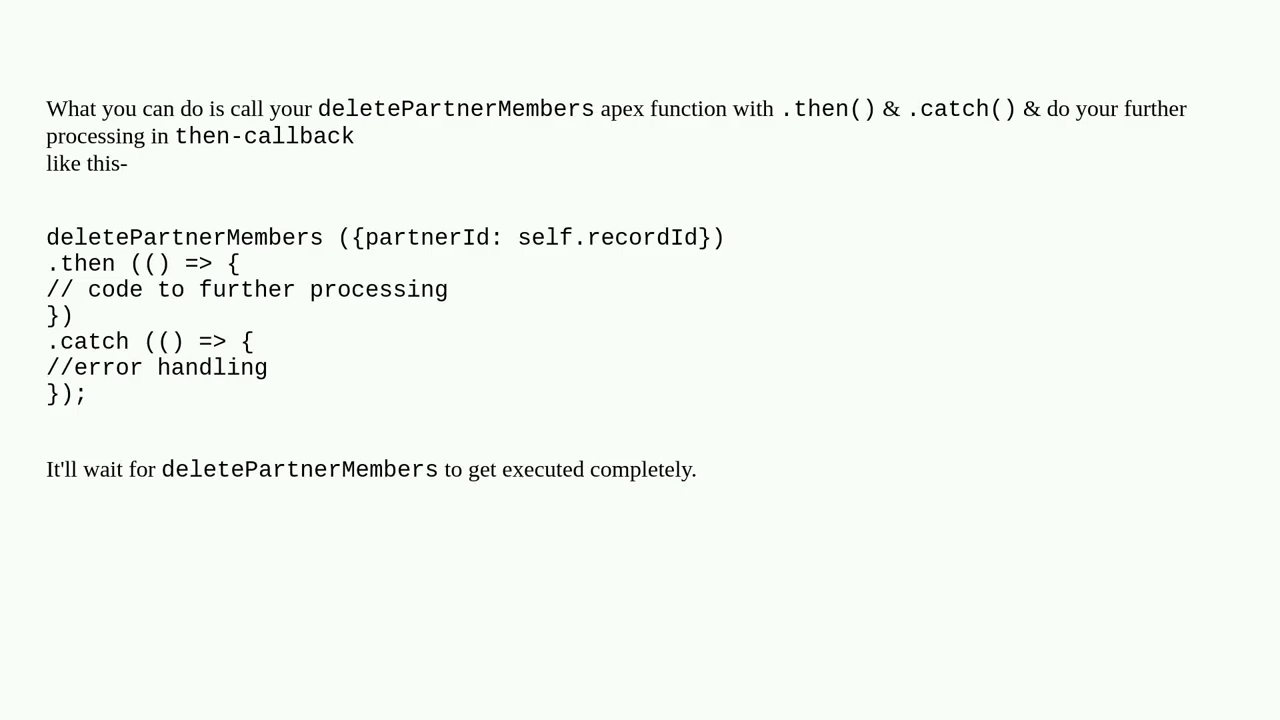 What you can do is call your deletePartnerMembers apex function with .then() & .catch() & do your further
processing in then-callback
like this-
deletePartnerMembers ({partnerId: self.recordId})
.then (() => {
// code to further processing
})
.catch (() => {
//error handling
});
It'll wait for deletePartnerMembers to get executed completely.